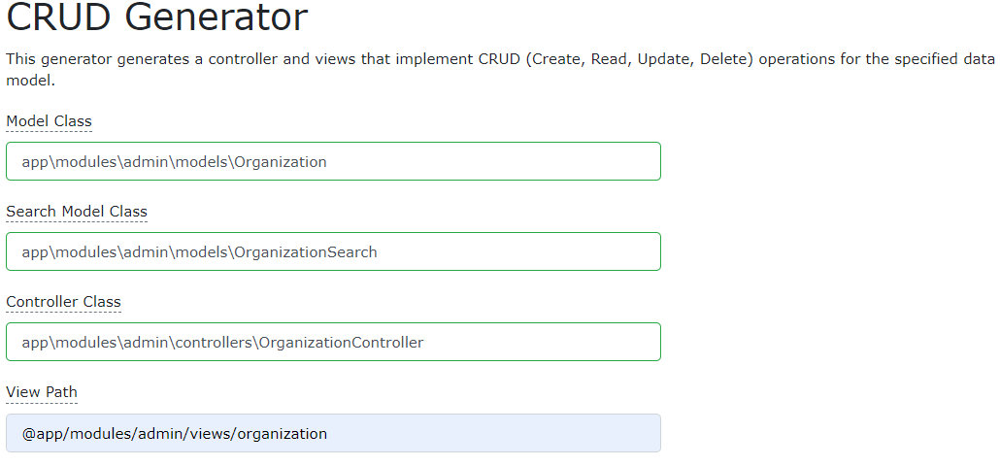 CRUD Generator
This generator generates a controller and views that implement CRUD (Create, Read, Update, Delete) operations for the specified data
model.
Model Class
app\modules\admin\models\Organization
Search Model Class
app\modules\admin\models\OrganizationSearch
Controller Class
app\modules\admin\controllers\OrganizationController
View Path
@app/modules/admin/views/organization